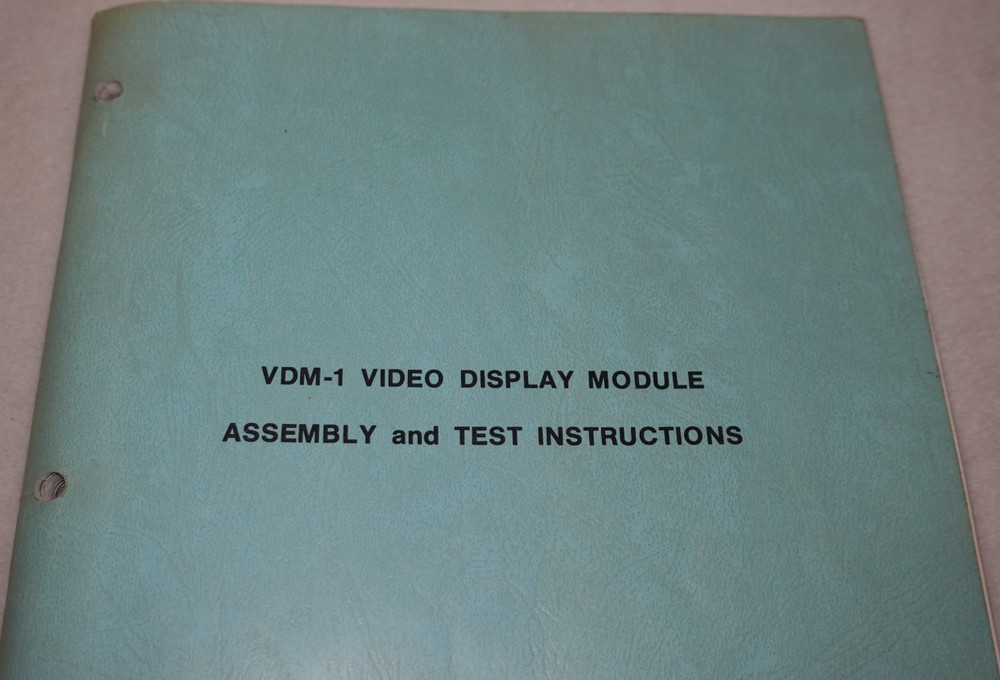 VDM-1 VIDEO DISPLAY MODULE
ASSEMBLY and TEST INSTRUCTIONS